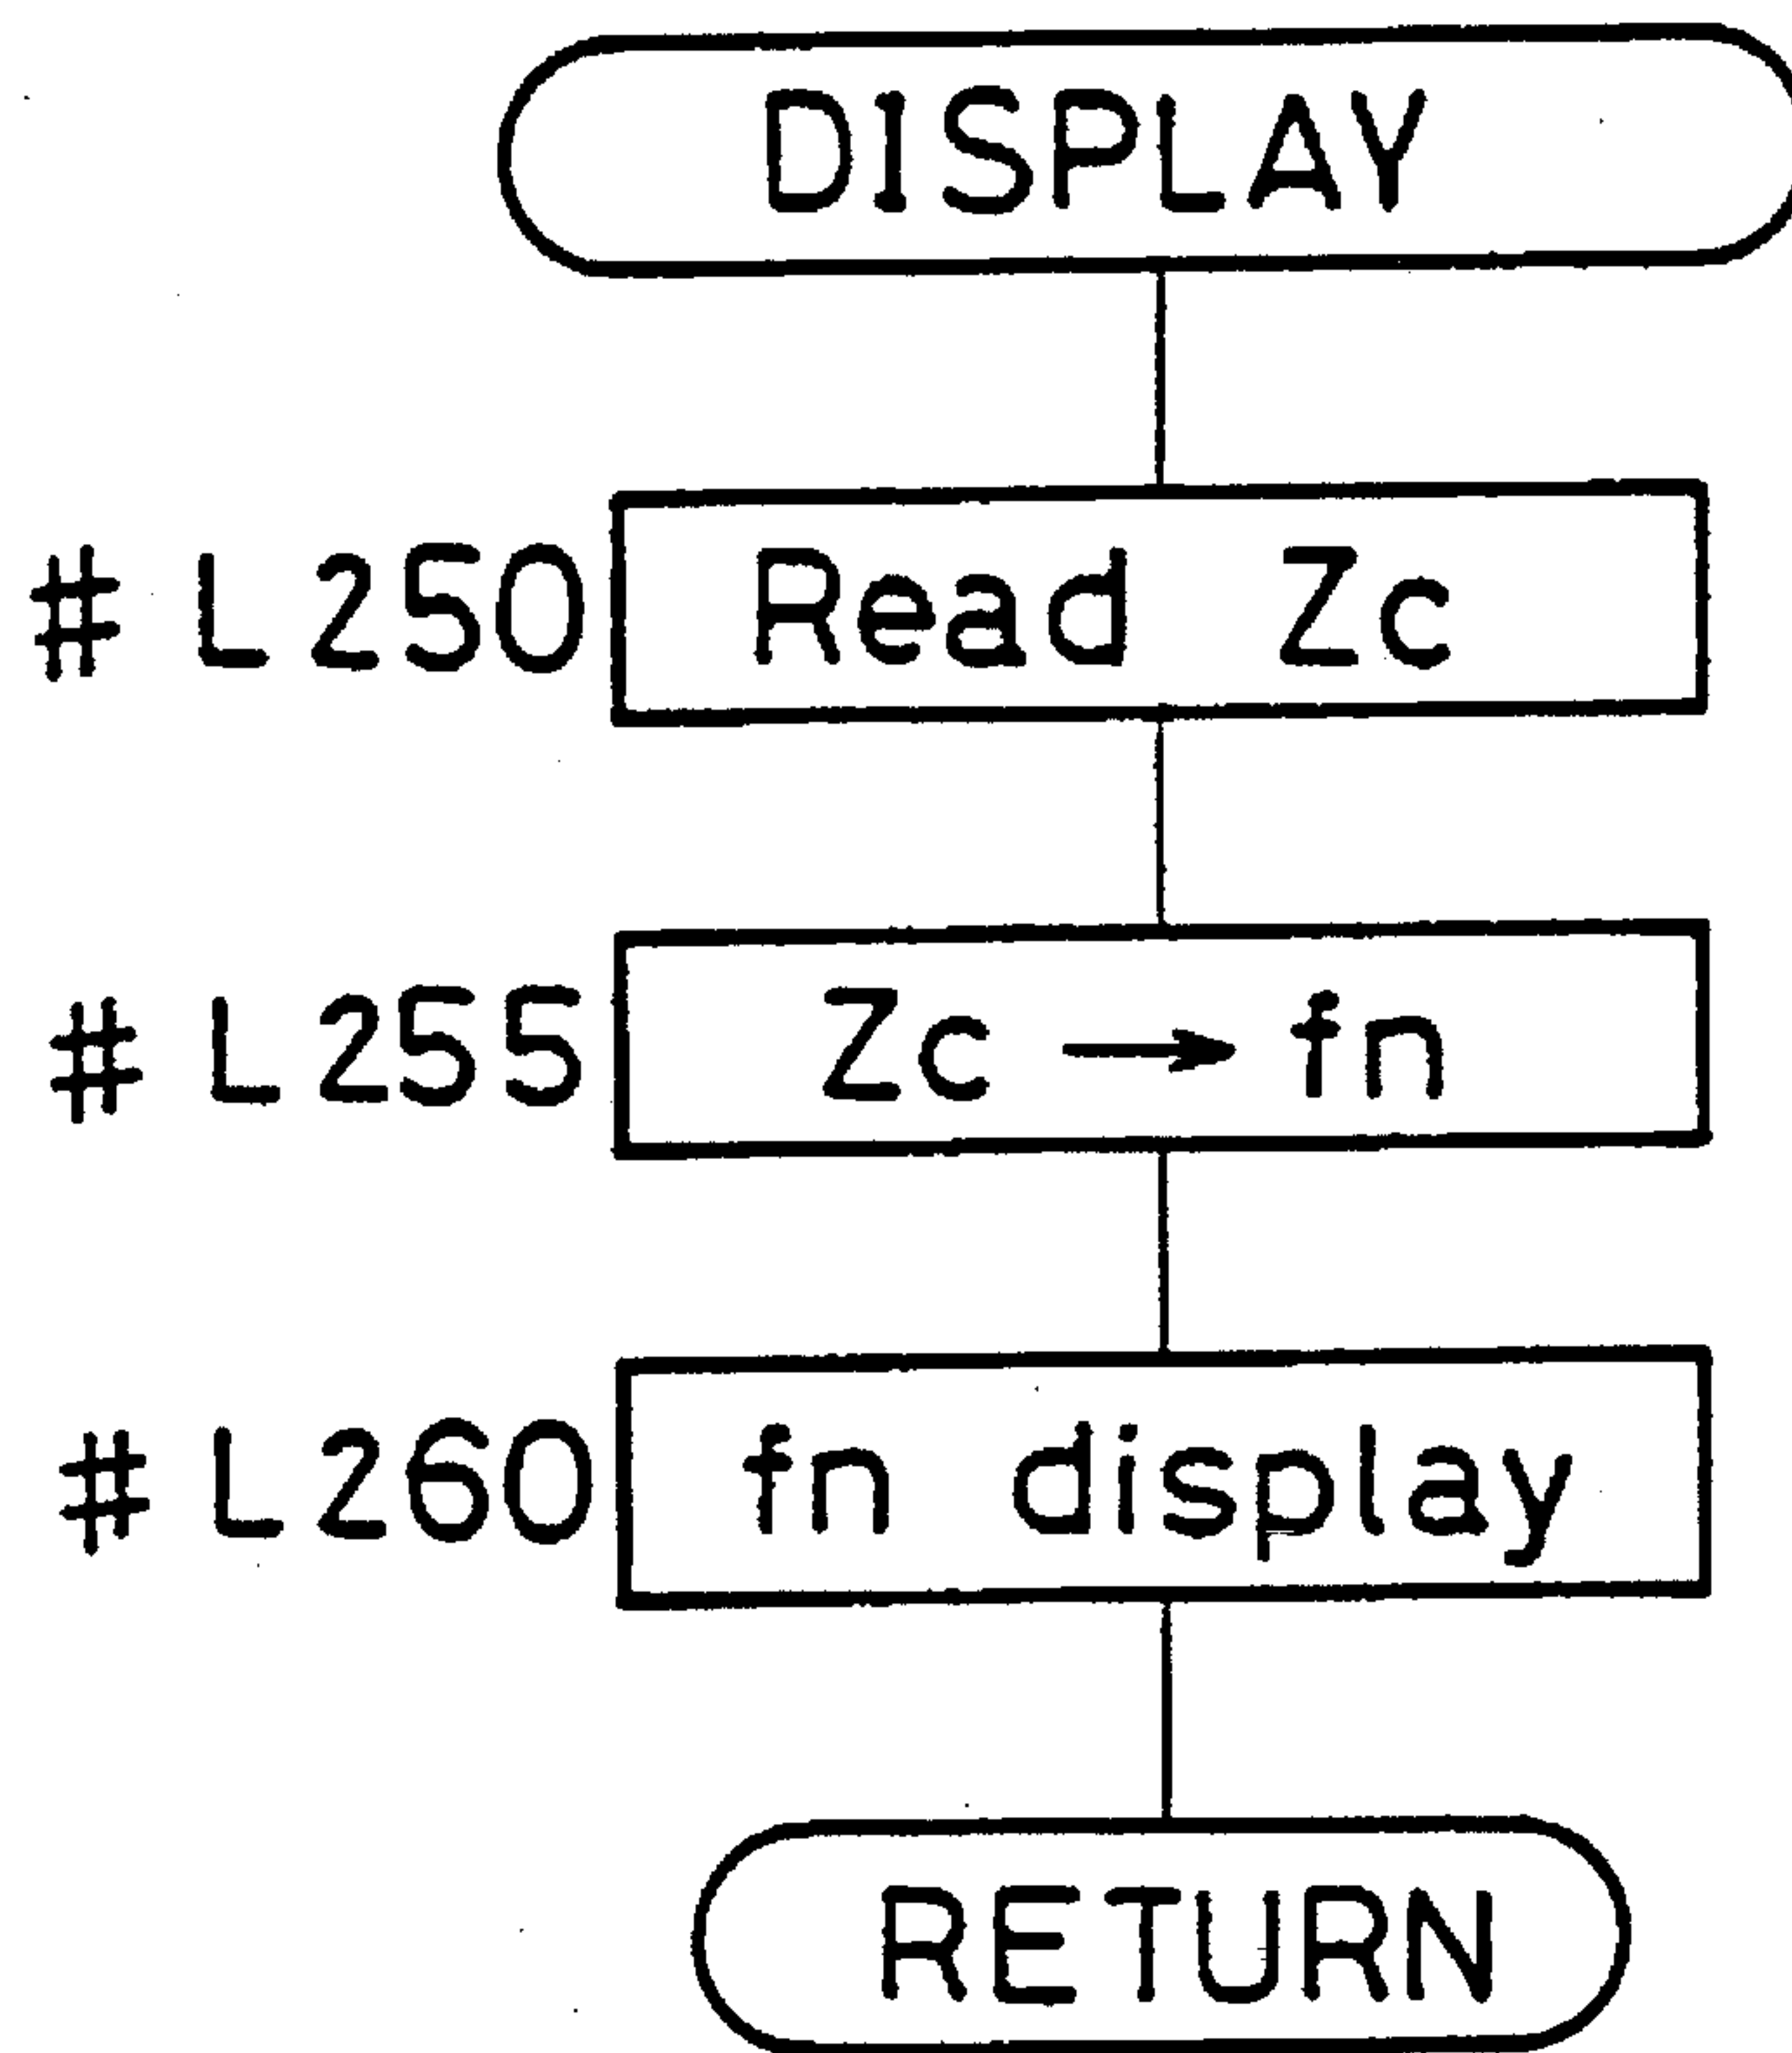 DISPLAY
# L250 Read Zc
# L255 Zc → fn
# L260 fn display
RETURN